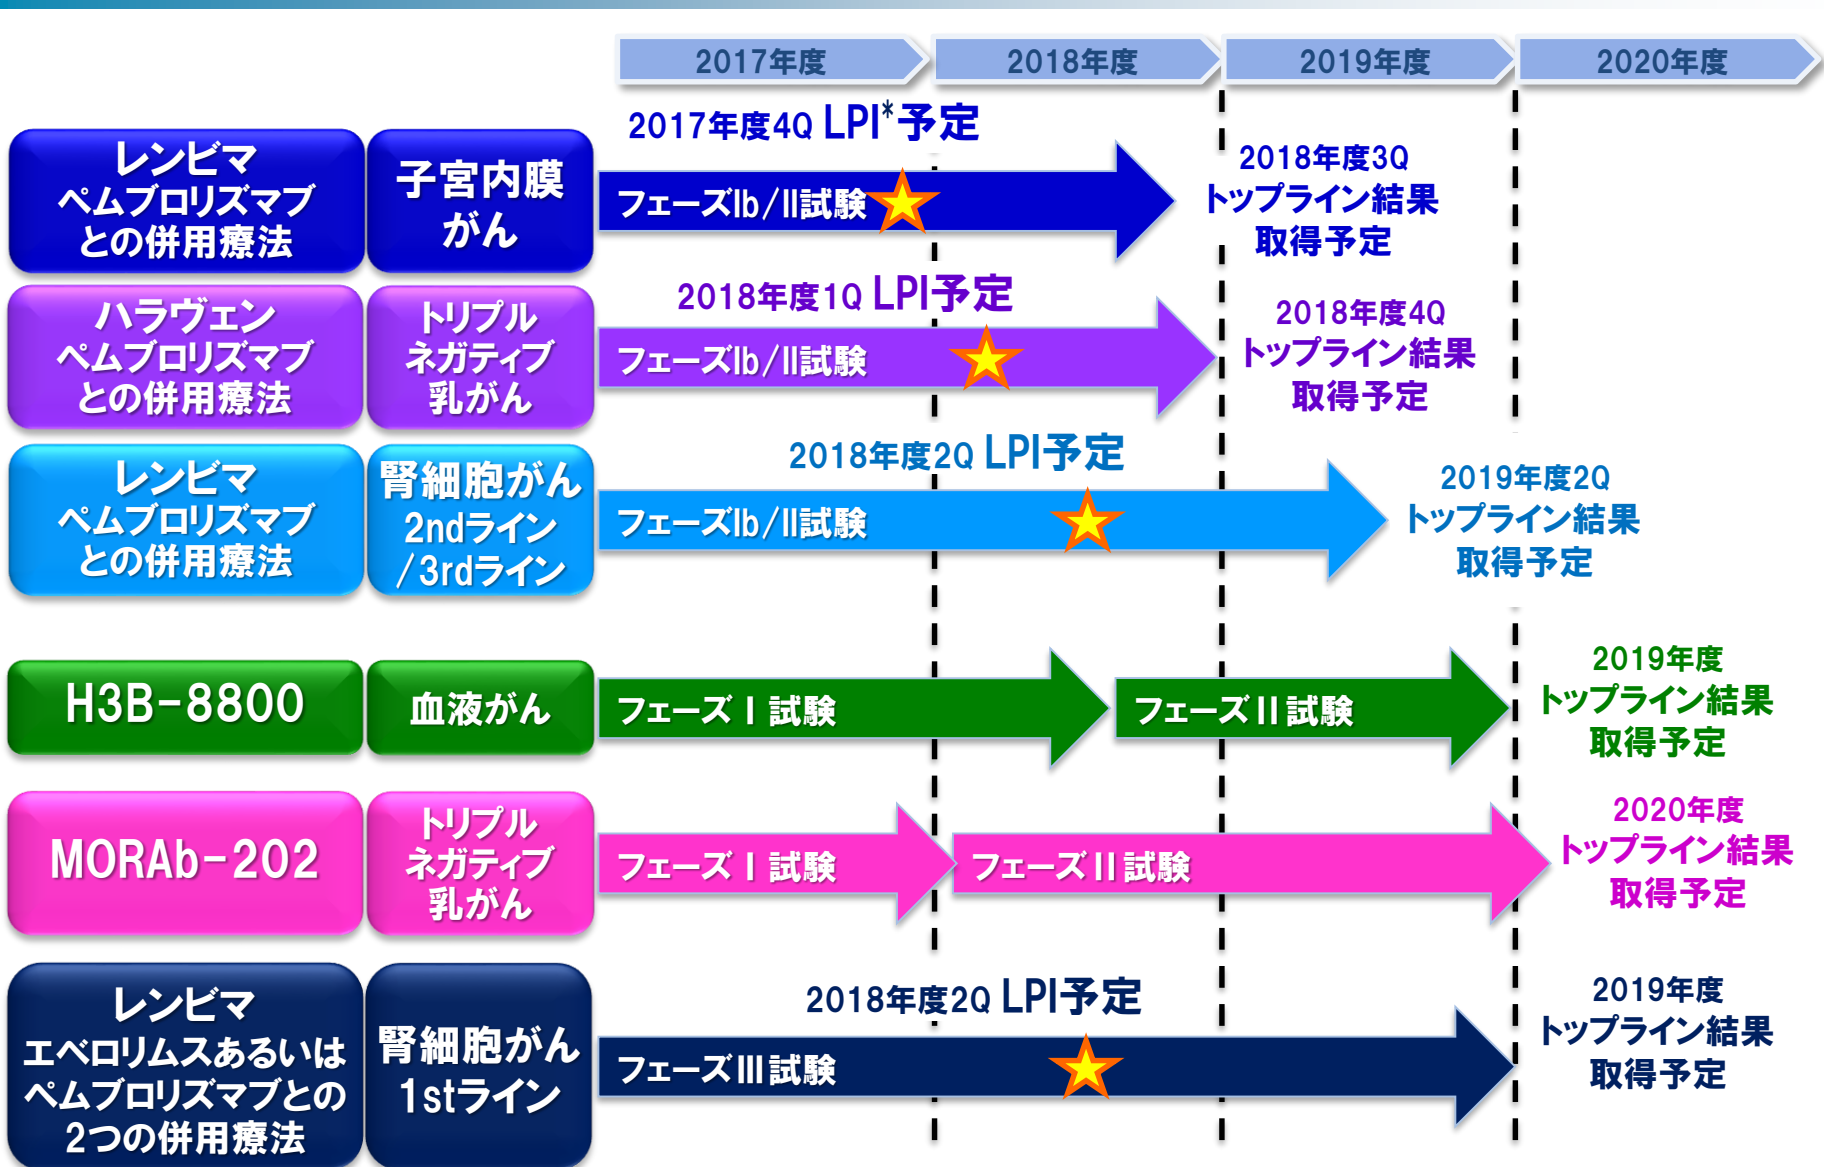 2017年度
2018年度
2019年度
2020年度
2017年度4Q LPI*予定
レンビマ
ペムブロリズマブ
との併用療法
子宮内膜
がん
フェーズIb/II試験
2018年度3Q
トップライン結果
取得予定
2018年度1Q LPI予定
ハラヴェン
ペムブロリズマブ
との併用療法
トリプル
ネガティブ
乳がん
フェーズIb/II試験
2018年度4Q
トップライン結果
取得予定
2018年度2Q LPI予定
レンビマ
ペムブロリズマブ
との併用療法
腎細胞がん
2ndライン
/3rdライン
フェーズIb/II試験
2019年度2Q
トップライン結果
取得予定
H3B-8800
血液がん
フェーズI試験
フェーズII試験
2019年度
トップライン結果
取得予定
MORAb-202
トリプル
ネガティブ
乳がん
フェーズI試験
フェーズII試験
2020年度
トップライン結果
取得予定
2018年度2Q LPI予定
レンビマ
エベロリムスあるいは
ペムブロリズマブとの
2つの併用療法
腎細胞がん
1stライン
フェーズIII試験
2019年度
トップライン結果
取得予定